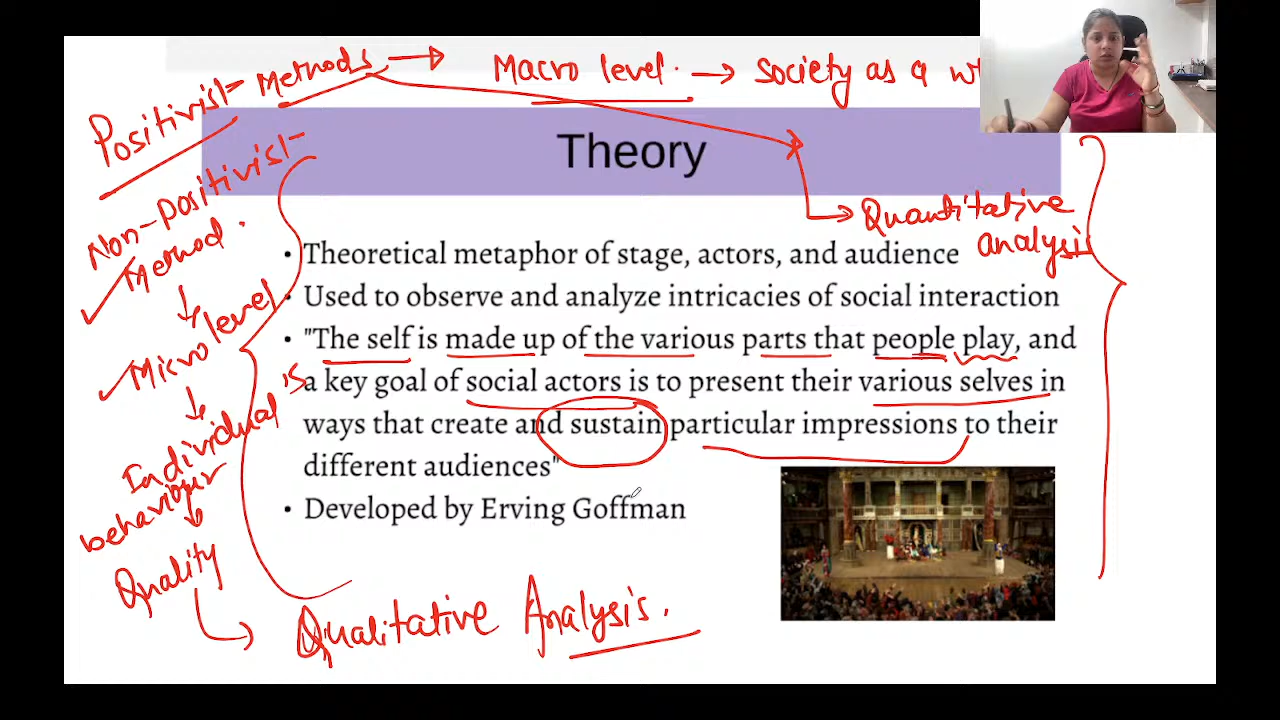 Positivist- Methods → Macro level. → society as a
Theory
Non-Positivist-
Method.
Quantitative
analysis
• Theoretical metaphor of stage, actors, and audience
• Used to observe and analyze intricacies of social interaction
• "The self is made up of the various parts that people play, and
a key goal of social actors is to present their various selves in
ways that create and sustain particular impressions to their
different audiences"
• Developed by Erving Goffman
Micro level
Individual's
behaviour
Quality
Qualitative Analysis.